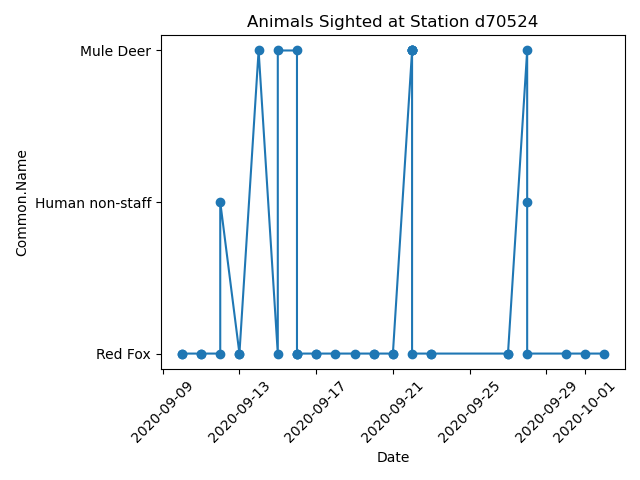 Animals Sighted at Station d70524
Mule Deer
Human non-staff
Red Fox
Common.Name
2020-09-09
2020-09-13
2020-09-17
2020-09-21
2020-09-25
2020-09-29
2020-10-01
Date